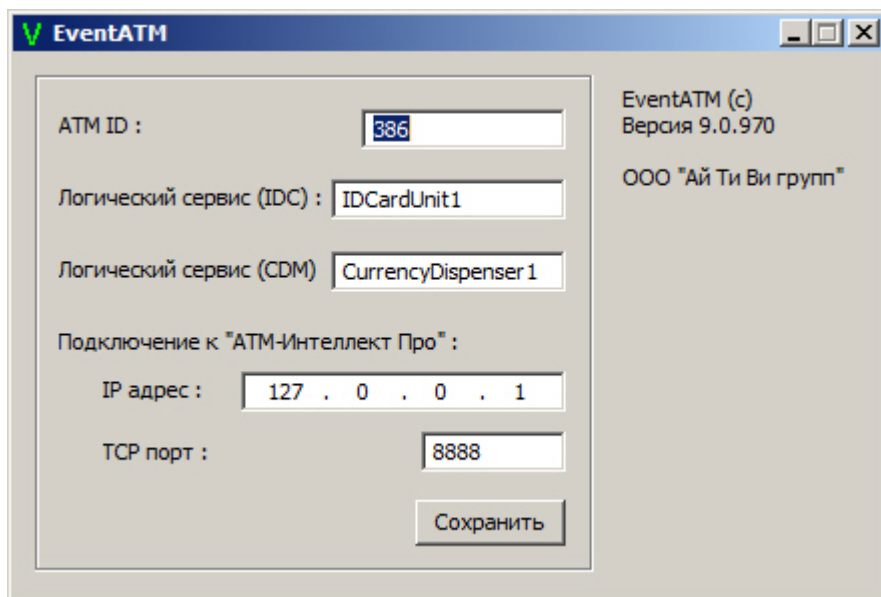 EventATM
ATM ID : 386
Логический сервис (IDC) : IDCardUnit1
Логический сервис (CDM) CurrencyDispenser1
Подключение к "АТМ-Интеллект Про" :
IP адрес : 127 . 0 . 0 . 1
TCP порт : 8888
Сохранить
EventATM (c)
Версия 9.0.970
ООО "Ай Ти Ви групп"